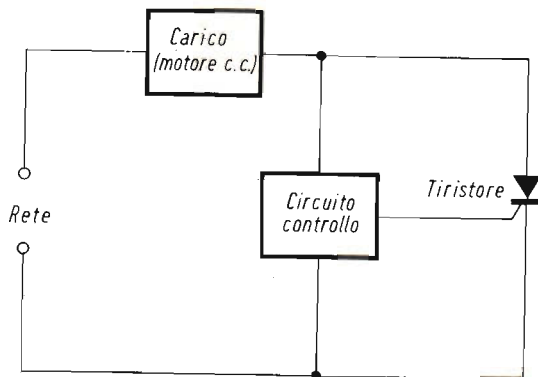 Carico
(motore c.c.)
Rete
Circuito
controllo
Tiristore